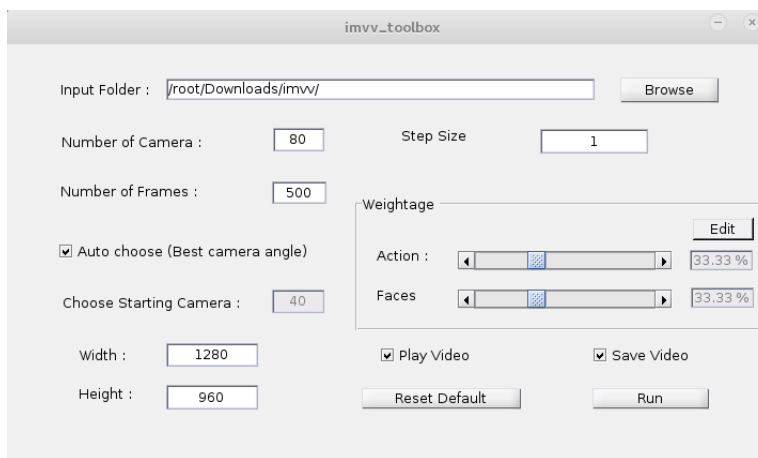 imvv_toolbox
Input Folder : /root/Downloads/imvv/ Browse
Number of Camera : 80 Step Size 1
Number of Frames : 500
Weightage
Edit
Auto choose (Best camera angle) Action : 33.33 %
Choose Starting Camera : 40 Faces 33.33 %
Width : 1280 Play Video Save Video
Height : 960 Reset Default Run